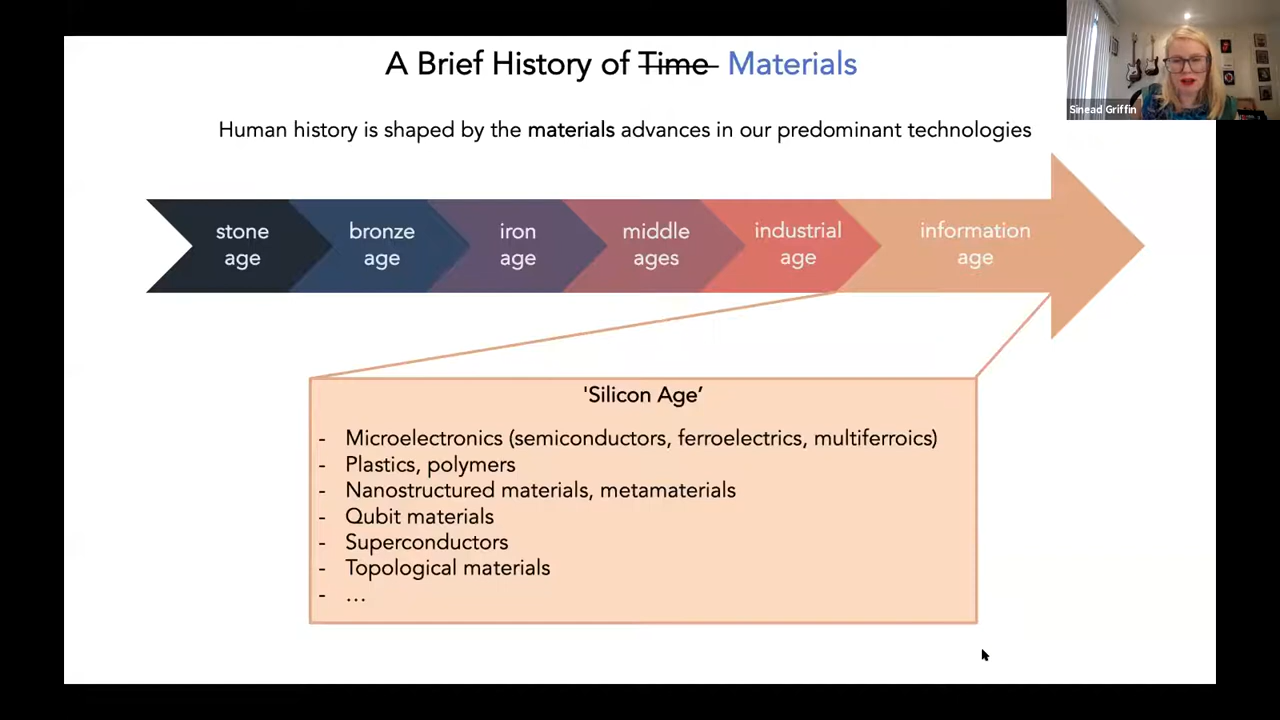 A Brief History of Time Materials
Sinead Griffin
Human history is shaped by the materials advances in our predominant technologies
stone age
bronze age
iron age
middle ages
industrial age
information age
'Silicon Age’
- Microelectronics (semiconductors, ferroelectrics, multiferroics)
- Plastics, polymers
- Nanostructured materials, metamaterials
- Qubit materials
- Superconductors
- Topological materials
- …